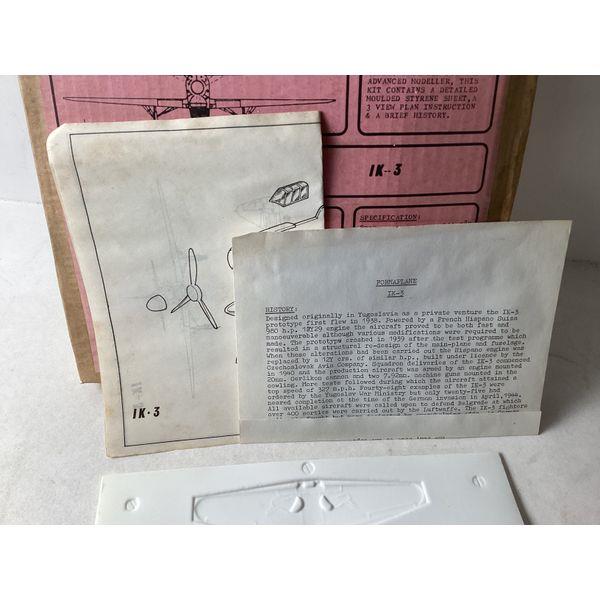 ADVANCED MODELLER, THIS
KIT CONTAINS A DETAILED
MOULDED STYRENE SHEET, A
3 VIEW PLAN INSTRUCTION
& A BRIEF HISTORY.
IK-3
SPECIFICATION:
IK-3
FORMAPLANE
IK-3
HISTORY:
Designed originally in Yugoslavia as a private venture the IK-3
prototype first flew in 1938. Powered by a French Hispano Suiza
980 h.p. 12Y29 engine the aircraft proved to be both fast and
manoeuverable although various modifications were required to be
made. The prototype crashed in 1939 after the test programme which
resulted in a structural re-design of the main-plane and fuselage.
When these alterations had been carried out the Hispano engine was
replaced by a 12Y crs. of similar h.p., built under licence by the
Czechoslovak Avia Company. Squadron deliveries of the IK-3 commenced
in 1940 and the production aircraft was armed by an engine mounted
20mm. Oerlikon cannon and two 7.92mm. machine guns mounted in the
cowling. More tests followed during which the aircraft attained a
top speed of 327 m.p.h. Fourty-eight examples of the IK-3 were
ordered by the Yugoslav War Ministry but only twenty-five had
neared completion at the time of the German invasion in April, 1944.
All available aircraft were called upon to defend Belgrade at which
over 400 sorties were carried out by the Luftwaffe. The IK-3 fighters